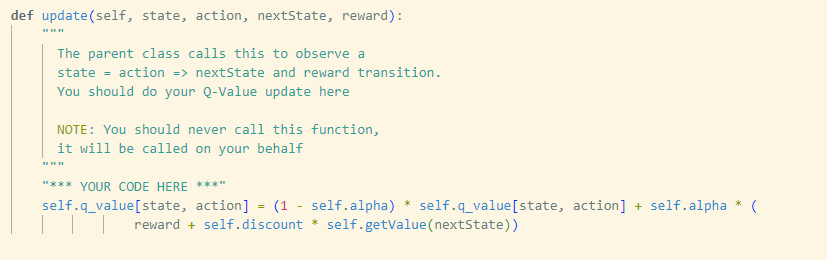 def update(self, state, action, nextState, reward):
"""
The parent class calls this to observe a
state = action => nextState and reward transition.
You should do your Q-Value update here
NOTE: You should never call this function,
it will be called on your behalf
"""
"*** YOUR CODE HERE ***"
self.q_value[state, action] = (1 - self.alpha) * self.q_value[state, action] + self.alpha * (
reward + self.discount * self.getValue(nextState))